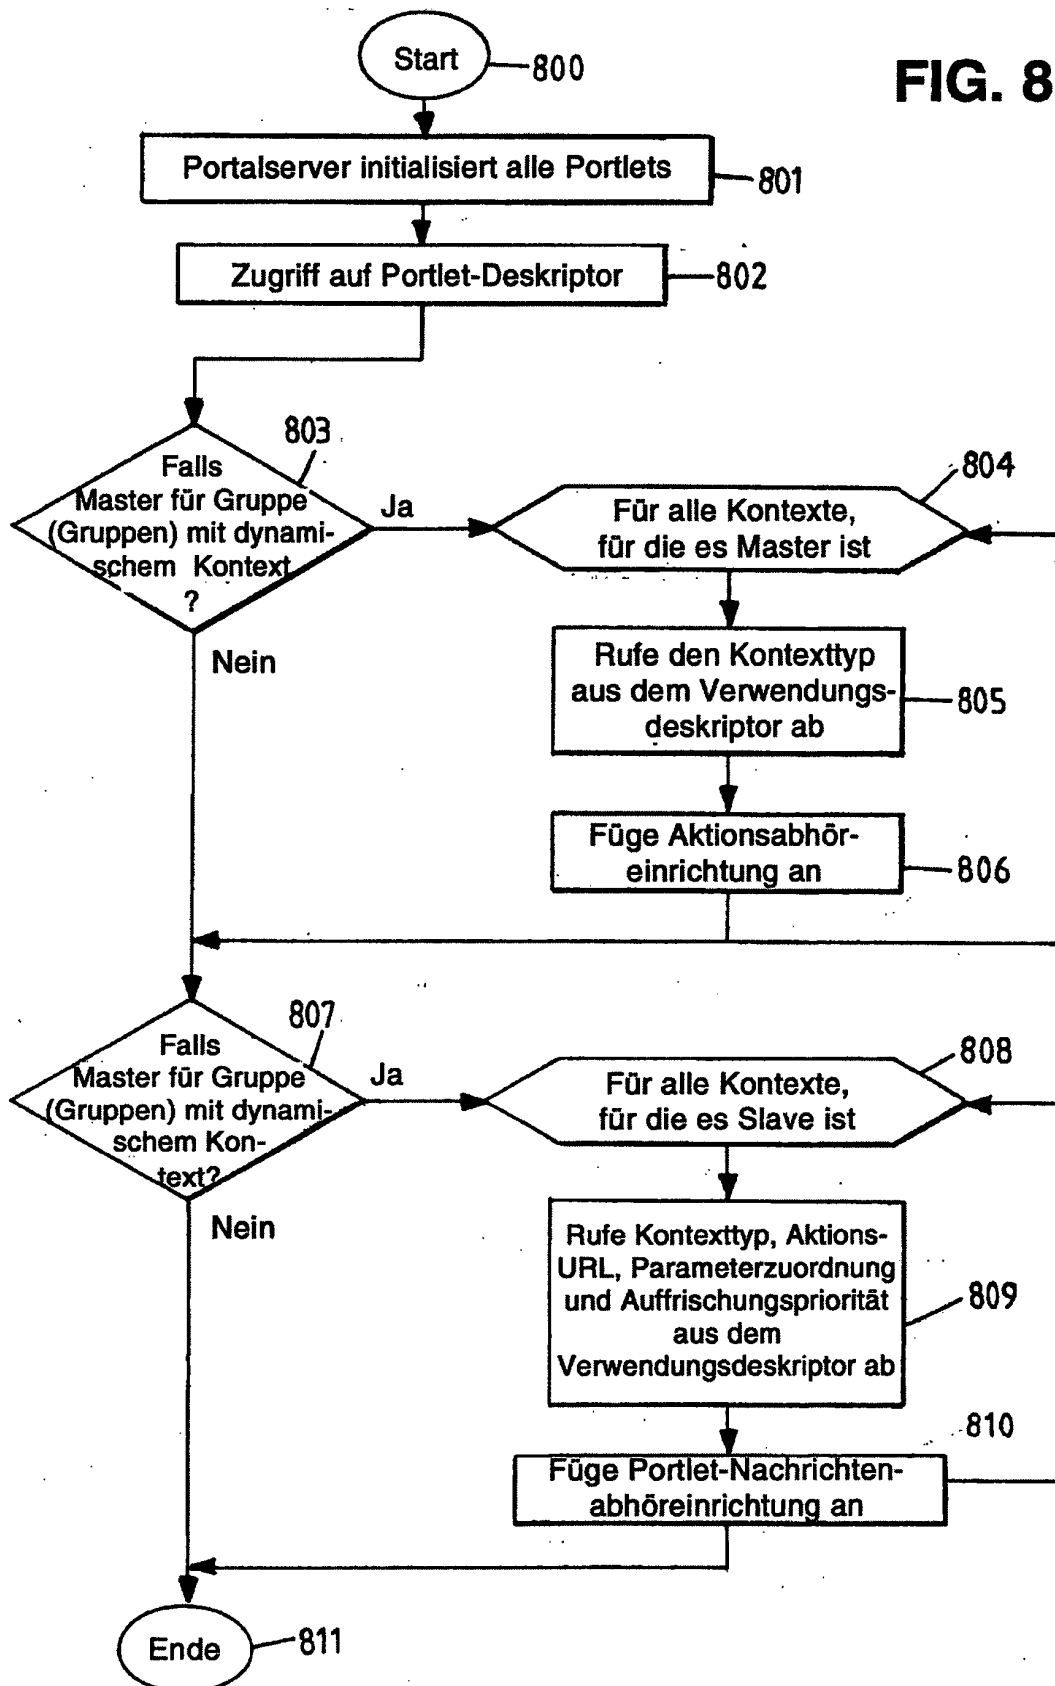 Start
800
FIG. 8
Portalserver initialisiert alle Portlets
801
Zugriff auf Portlet-Deskriptor
802
803
Falls
Master für Gruppe
(Gruppen) mit dynami-
schem Kontext
?
Ja
Nein
804
Für alle Kontexte,
für die es Master ist
Rufe den Kontexttyp
aus dem Verwendungs-
deskriptor ab
805
Füge Aktionsabhör-
einrichtung an
806
807
Falls
Master für Gruppe
(Gruppen) mit dynami-
schem Kon-
text?
Ja
Nein
808
Für alle Kontexte,
für die es Slave ist
Rufe Kontexttyp, Aktions-
URL, Parameterzuordnung
und Auffrischungspriorität
aus dem
Verwendungsdeskriptor ab
809
810
Füge Portlet-Nachrichten-
abhöreinrichtung an
Ende
811